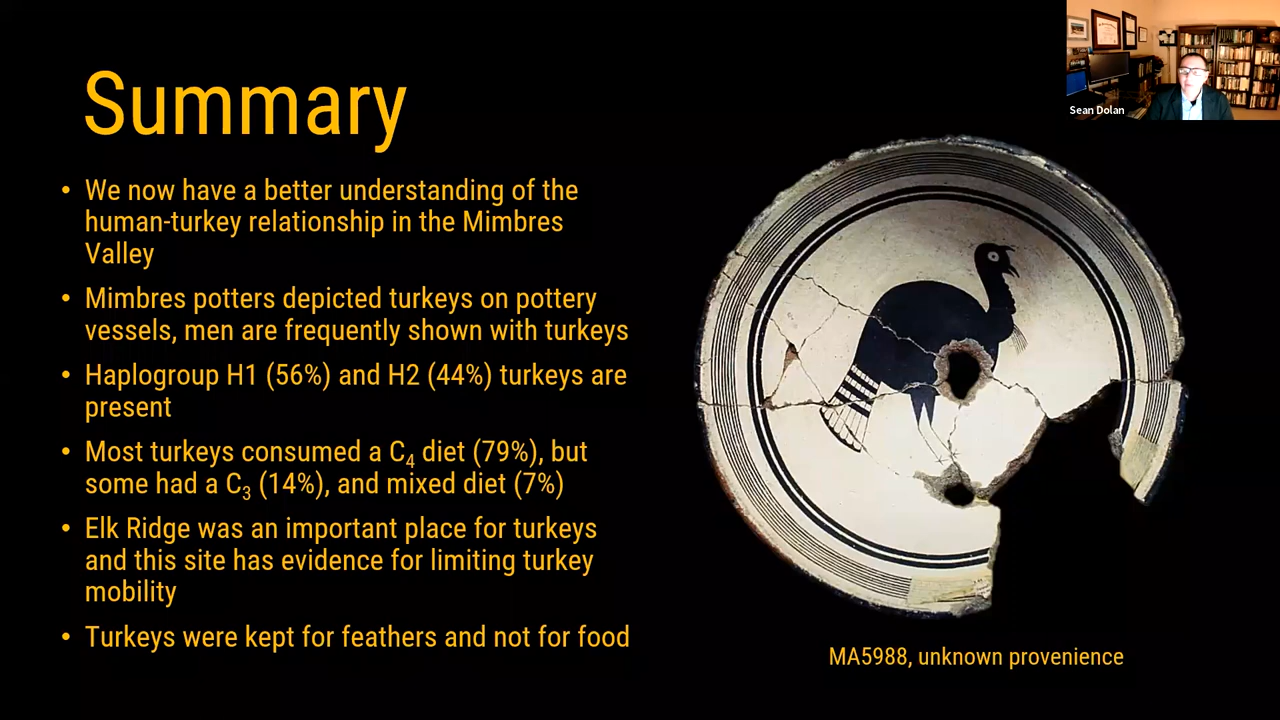 Summary
• We now have a better understanding of the
human-turkey relationship in the Mimbres
Valley
• Mimbres potters depicted turkeys on pottery
vessels, men are frequently shown with turkeys
• Haplogroup H1 (56%) and H2 (44%) turkeys are
present
• Most turkeys consumed a C₄ diet (79%), but
some had a C₃ (14%), and mixed diet (7%)
• Elk Ridge was an important place for turkeys
and this site has evidence for limiting turkey
mobility
• Turkeys were kept for feathers and not for food
Sean Dolan
MA5988, unknown provenience